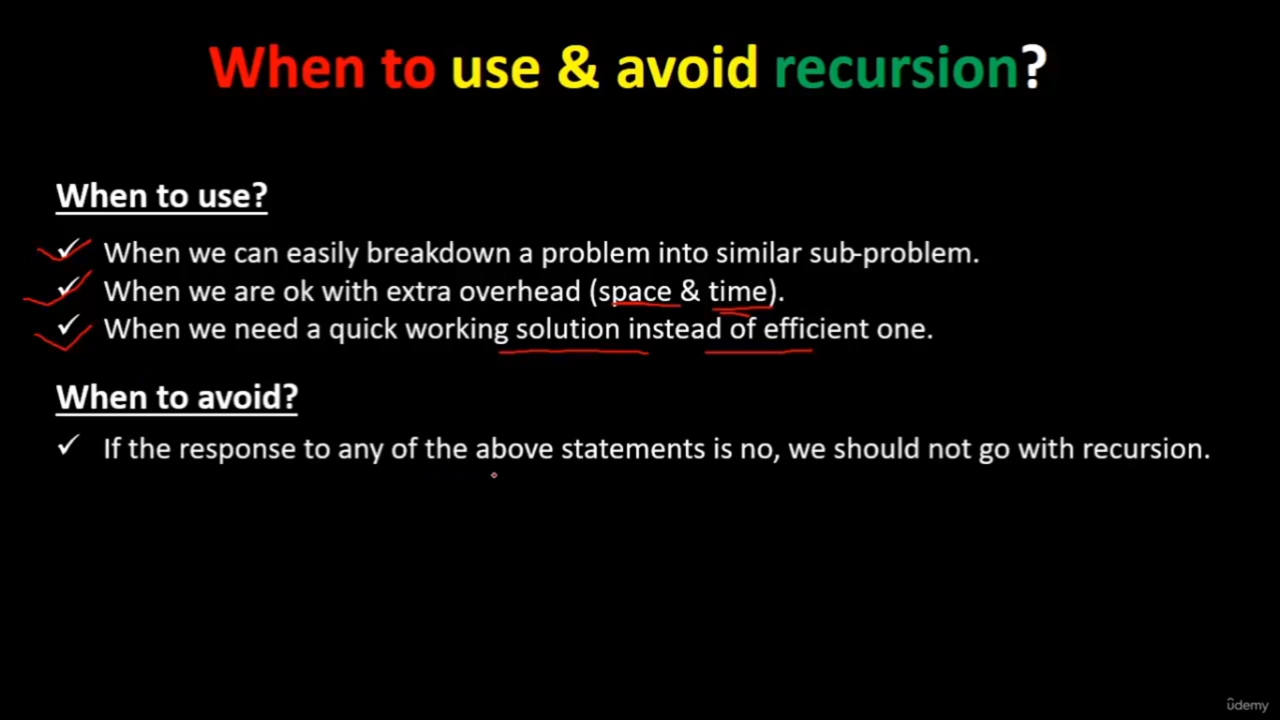 When to use & avoid recursion?
When to use?
✓ When we can easily breakdown a problem into similar sub-problem.
✓ When we are ok with extra overhead (space & time).
✓ When we need a quick working solution instead of efficient one.
When to avoid?
✓ If the response to any of the above statements is no, we should not go with recursion.
ûdemy